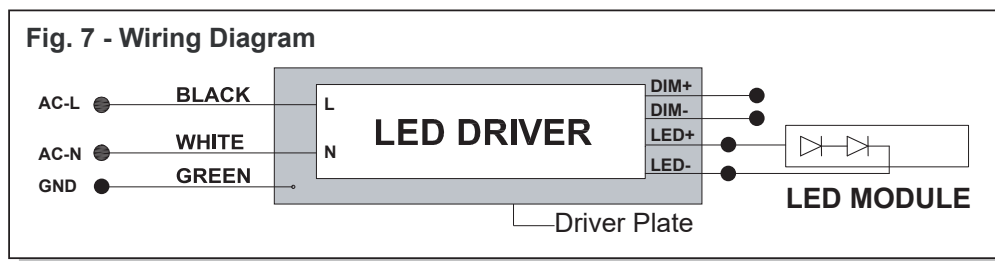 Fig. 7 - Wiring Diagram
AC-L
BLACK
L
AC-N
WHITE
N
GND
GREEN
LED DRIVER
DIM+
DIM-
LED+
LED-
LED MODULE
Driver Plate